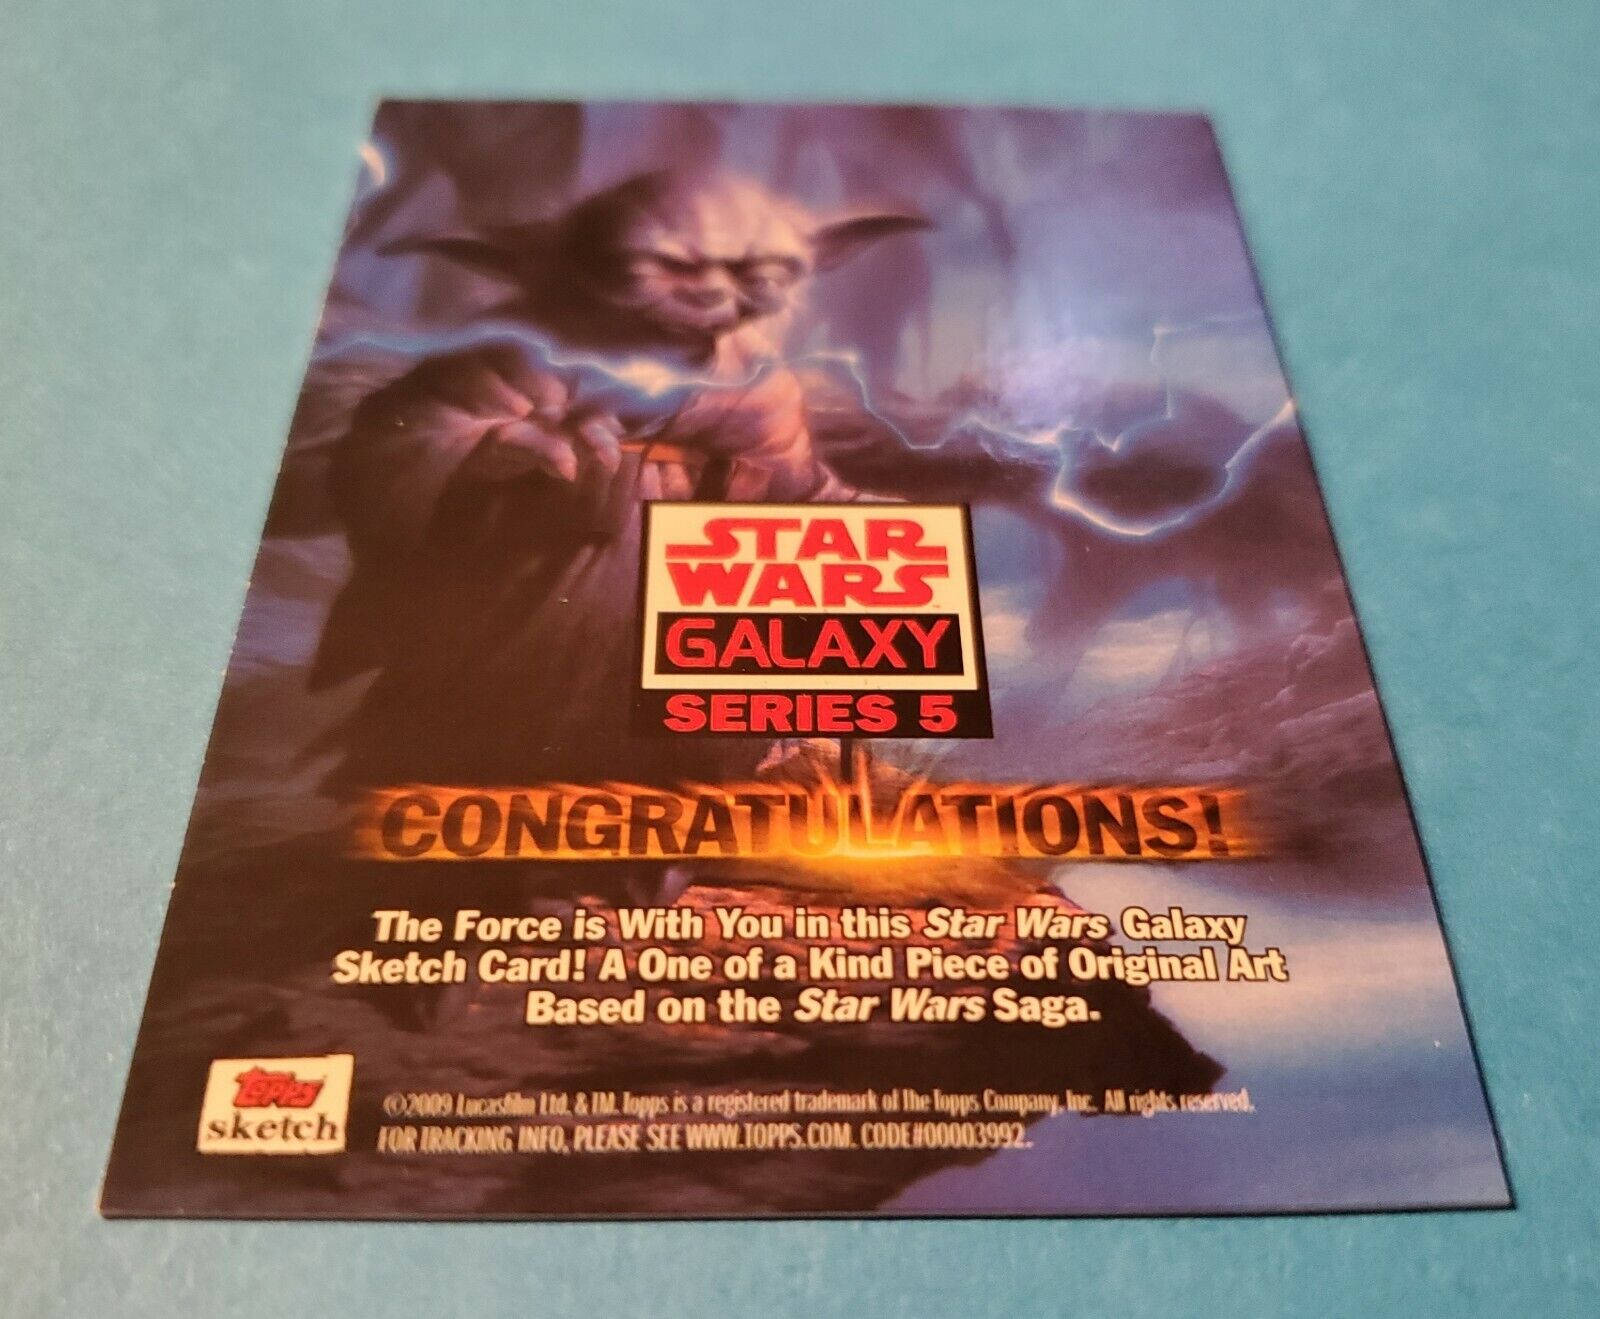 STAR
WARS™
GALAXY
SERIES 5
CONGRATULATIONS!
The Force is With You in this Star Wars Galaxy
Sketch Card! A One of a Kind Piece of Original Art
Based on the Star Wars Saga.
TOPPS
sketch
©2009 Lucasfilm Ltd. & TM. Topps is a registered trademark of The Topps Company, Inc. All rights reserved.
FOR TRACKING INFO, PLEASE SEE WWW.TOPPS.COM. CODE#00003992.